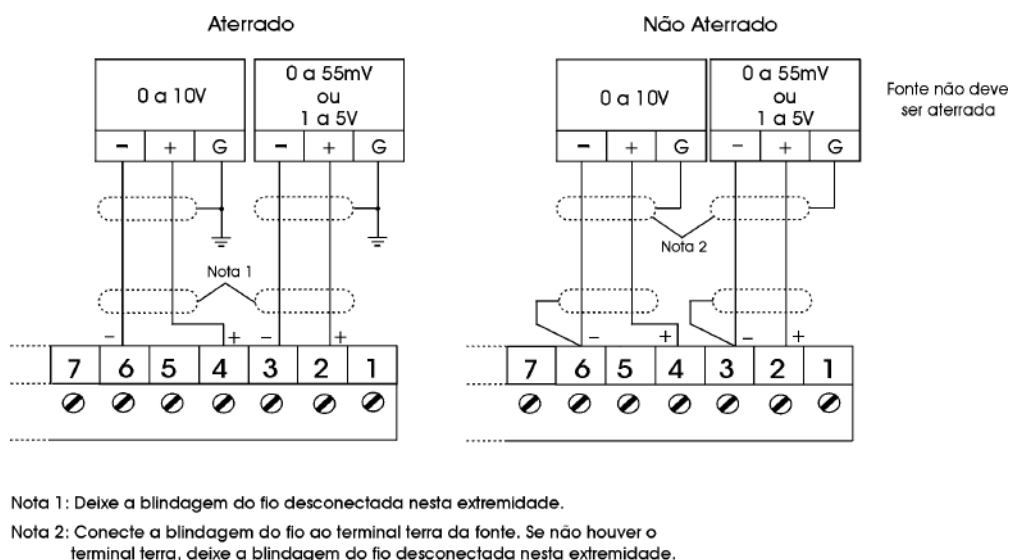 Aterrado
0 a 10V
- + G
0 a 55mV
ou
1 a 5V
- + G
Nota 1
- + - +
7 6 5 4 3 2 1
Não Aterrado
0 a 10V
- + G
0 a 55mV
ou
1 a 5V
- + G
Fonte não deve
ser aterrada
Nota 2
- + - +
7 6 5 4 3 2 1
Nota 1: Deixe a blindagem do fio desconectada nesta extremidade.
Nota 2: Conecte a blindagem do fio ao terminal terra da fonte. Se não houver o
terminal terra, deixe a blindagem do fio desconectada nesta extremidade.